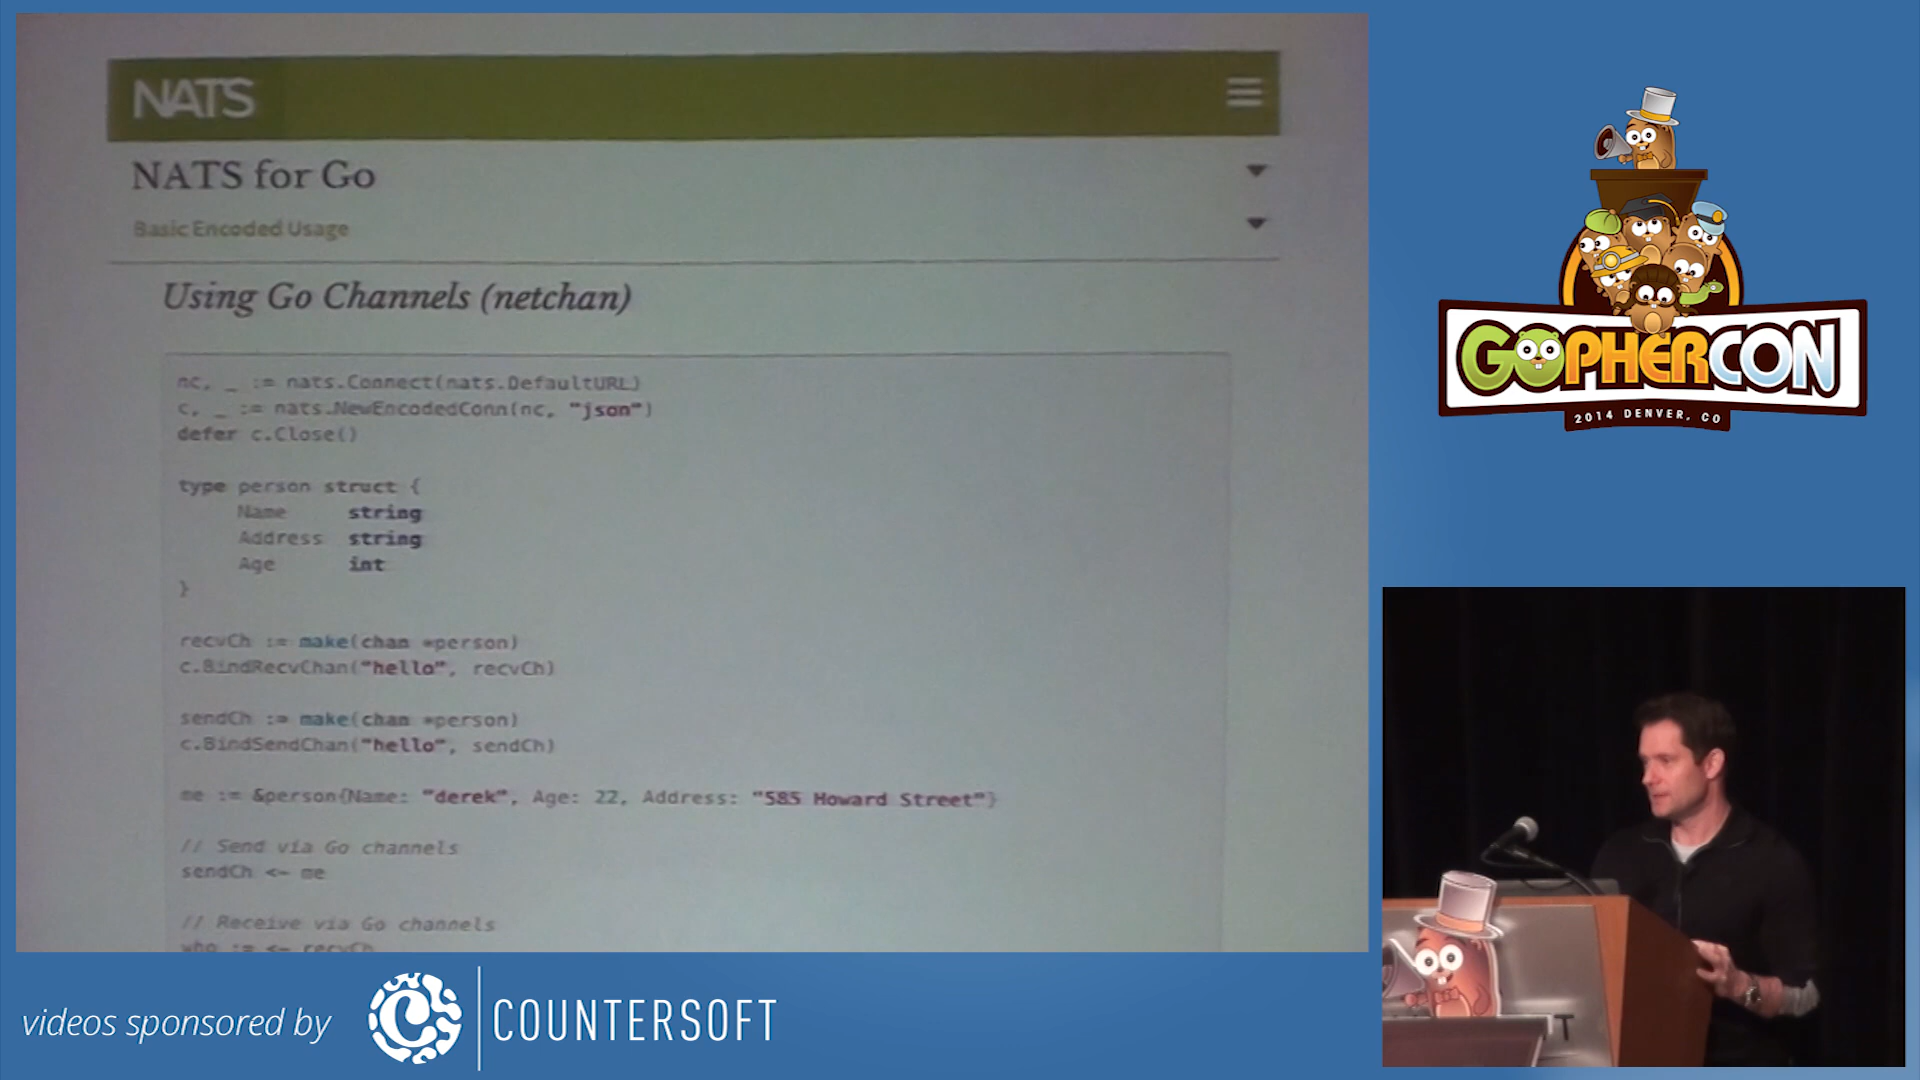 NATS
NATS for Go
Basic Encoded Usage
Using Go Channels (netchan)
nc, _ := nats.Connect(nats.DefaultURL)
c, _ := nats.NewEncodedConn(nc, "json")
defer c.Close()
type person struct {
Name string
Address string
Age int
}
recvCh := make(chan *person)
c.BindRecvChan("hello", recvCh)
sendCh := make(chan *person)
c.BindSendChan("hello", sendCh)
me := &person{Name: "derek", Age: 22, Address: "585 Howard Street"}
// Send via Go channels
sendCh <- me
// Receive via Go channels
who := <- recvCh
GOPHERCON
2014 DENVER, CO
T
videos sponsored by
C
COUNTERSOFT